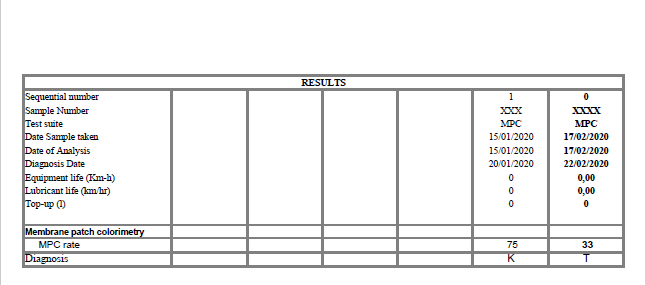 RESULTS
Sequential number 1 0
Sample Number XXX XXXX
Test suite MPC MPC
Date Sample taken 15/01/2020 17/02/2020
Date of Analysis 15/01/2020 17/02/2020
Diagnosis Date 20/01/2020 22/02/2020
Equipment life (Km-h) 0 0,00
Lubricant life (km/hr) 0 0,00
Top-up (l) 0 0
Membrane patch colorimetry
MPC rate 75 33
Diagnosis K T